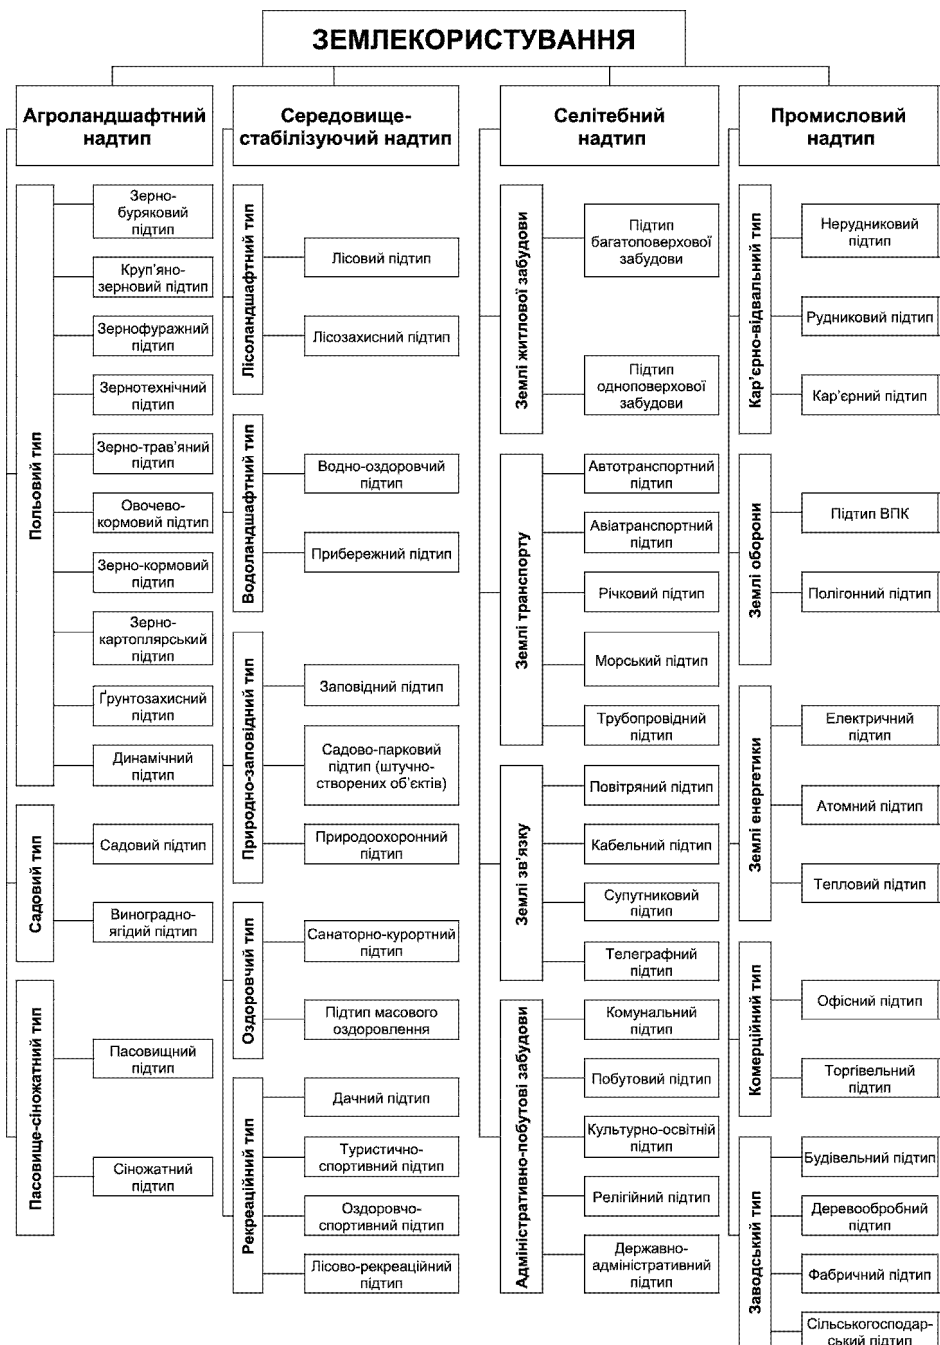 ЗЕМЛЕКОРИСТУВАННЯ
Агроландшафтний
надтип
Польовий тип
Зерно-
буряковий
підтип
Круп'яно-
зерновий підтип
Зернофуражний
підтип
Зернотехнічний
підтип
Зерно-трав'яний
підтип
Овочево-
кормовий підтип
Зерно-кормовий
підтип
Зерно-
картоплярський
підтип
Ґрунтозахисний
підтип
Динамічний
підтип
Садовий тип
Садовий підтип
Виноградно-
ягідий підтип
Пасовище-сіножатний тип
Пасовищний
підтип
Сіножатний
підтип
Середовище-
стабілізуючий надтип
Лісоландшафтний тип
Лісовий підтип
Лісозахисний підтип
Водоландшафтний тип
Водно-оздоровчий
підтип
Прибережний підтип
Природно-заповідний тип
Заповідний підтип
Садово-парковий
підтип (штучно-
створених об'єктів)
Природоохоронний
підтип
Оздоровчий тип
Санаторно-курортний
підтип
Підтип масового
оздоровлення
Рекреаційний тип
Дачний підтип
Туристично-
спортивний підтип
Оздоровчо-
спортивний підтип
Лісово-рекреаційний
підтип
Селітебний
надтип
Землі житлової забудови
Підтип
багатоповерхової
забудови
Підтип
одноповерхової
забудови
Землі транспорту
Автотранспортний
підтип
Авіатранспортний
підтип
Річковий підтип
Морський підтип
Трубопровідний
підтип
Землі зв'язку
Повітряний підтип
Кабельний підтип
Супутниковий
підтип
Телеграфний
підтип
Адміністративно-побутові забудови
Комунальний
підтип
Побутовий підтип
Культурно-освітній
підтип
Релігійний підтип
Державно-
адміністративний
підтип
Промисловий
надтип
Кар'єрно-відвальний тип
Нерудниковий
підтип
Рудниковий підтип
Кар'єрний підтип
Землі оборони
Підтип ВПК
Полігонний підтип
Землі енергетики
Електричний
підтип
Атомний підтип
Тепловий підтип
Комерційний тип
Офісний підтип
Торгівельний
підтип
Заводський тип
Будівельний підтип
Деревообробний
підтип
Фабричний підтип
Сільськогосподар-
ський підтип